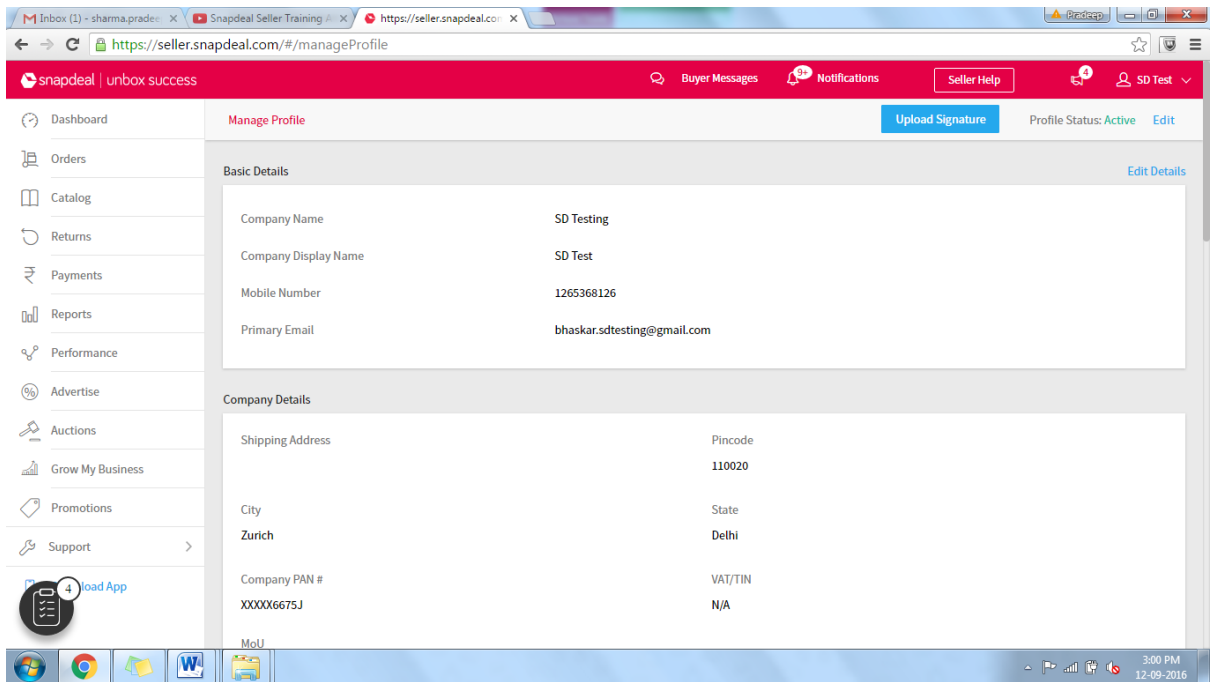 Inbox (1) - sharma.pradee
Snapdeal Seller Training A
https://seller.snapdeal.con
Pradeep
https://seller.snapdeal.com/#/manageProfile
snapdeal | unbox success
Buyer Messages
9+ Notifications
Seller Help
4
SD Test
Dashboard
Orders
Catalog
Returns
Payments
Reports
Performance
Advertise
Auctions
Grow My Business
Promotions
Support
4
load App
Manage Profile
Upload Signature
Profile Status: Active Edit
Basic Details
Edit Details
Company Name SD Testing
Company Display Name SD Test
Mobile Number 1265368126
Primary Email bhaskar.sdtesting@gmail.com
Company Details
Shipping Address Pincode
110020
City State
Zurich Delhi
Company PAN # VAT/TIN
XXXXX6675J N/A
MoU
3:00 PM
12-09-2016